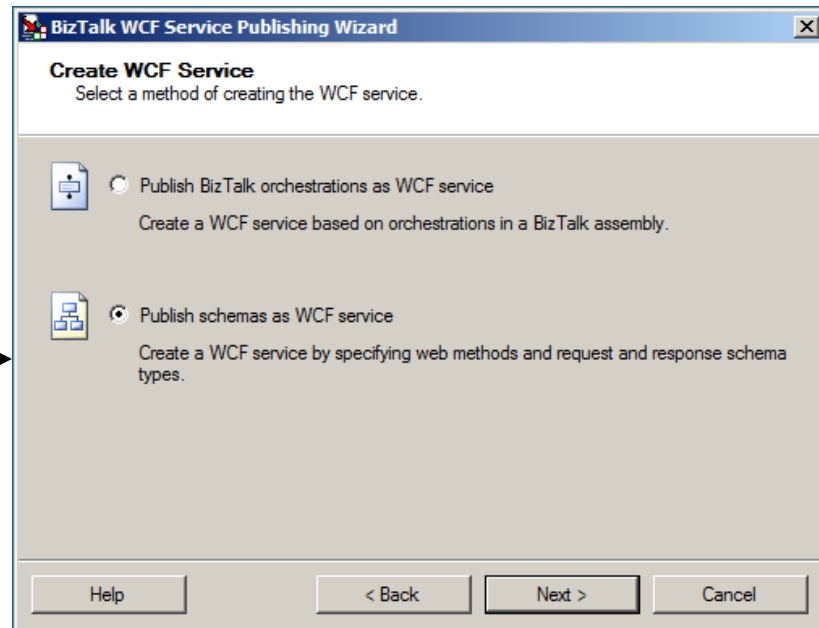 BizTalk WCF Service Publishing Wizard
Create WCF Service
Select a method of creating the WCF service.
Publish BizTalk orchestrations as WCF service
Create a WCF service based on orchestrations in a BizTalk assembly.
Publish schemas as WCF service
Create a WCF service by specifying web methods and request and response schema
types.
Help
< Back
Next >
Cancel